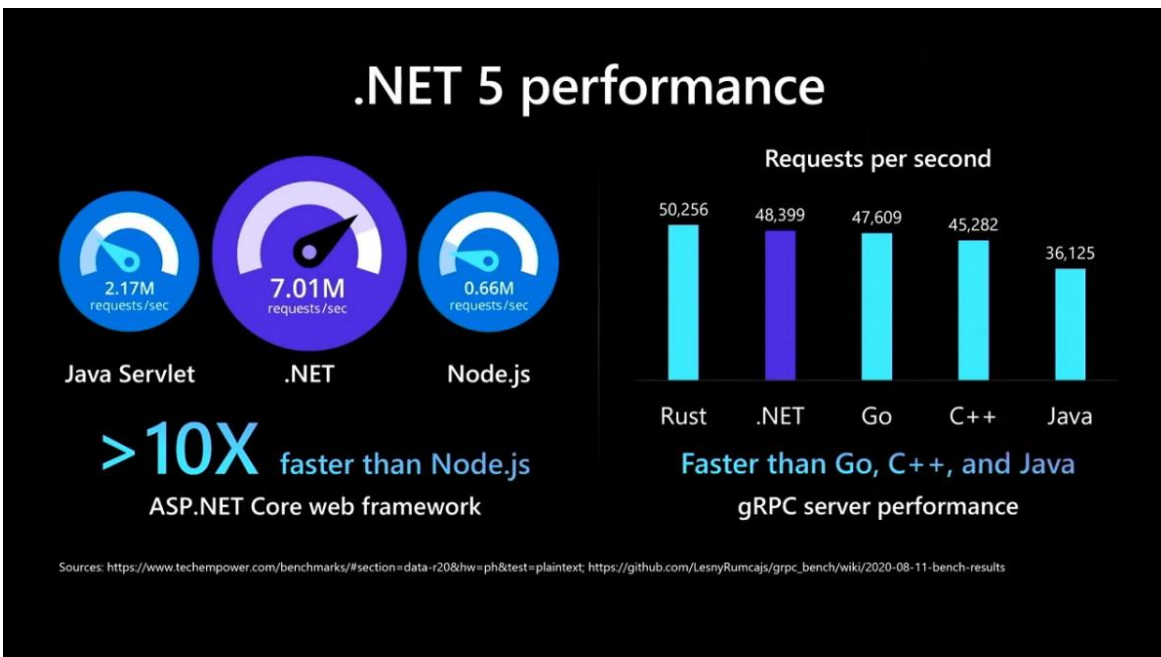 .NET 5 performance
2.17M
requests/sec
Java Servlet
7.01M
requests/sec
.NET
0.66M
requests/sec
Node.js
>10X faster than Node.js
ASP.NET Core web framework
Requests per second
50,256
48,399
47,609
45,282
36,125
Rust
.NET
Go
C++
Java
Faster than Go, C++, and Java
gRPC server performance
Sources: https://www.techempower.com/benchmarks/#section=data-r20&hw=ph&test=plaintext; https://github.com/LesnyRumcajs/grpc_bench/wiki/2020-08-11-bench-results